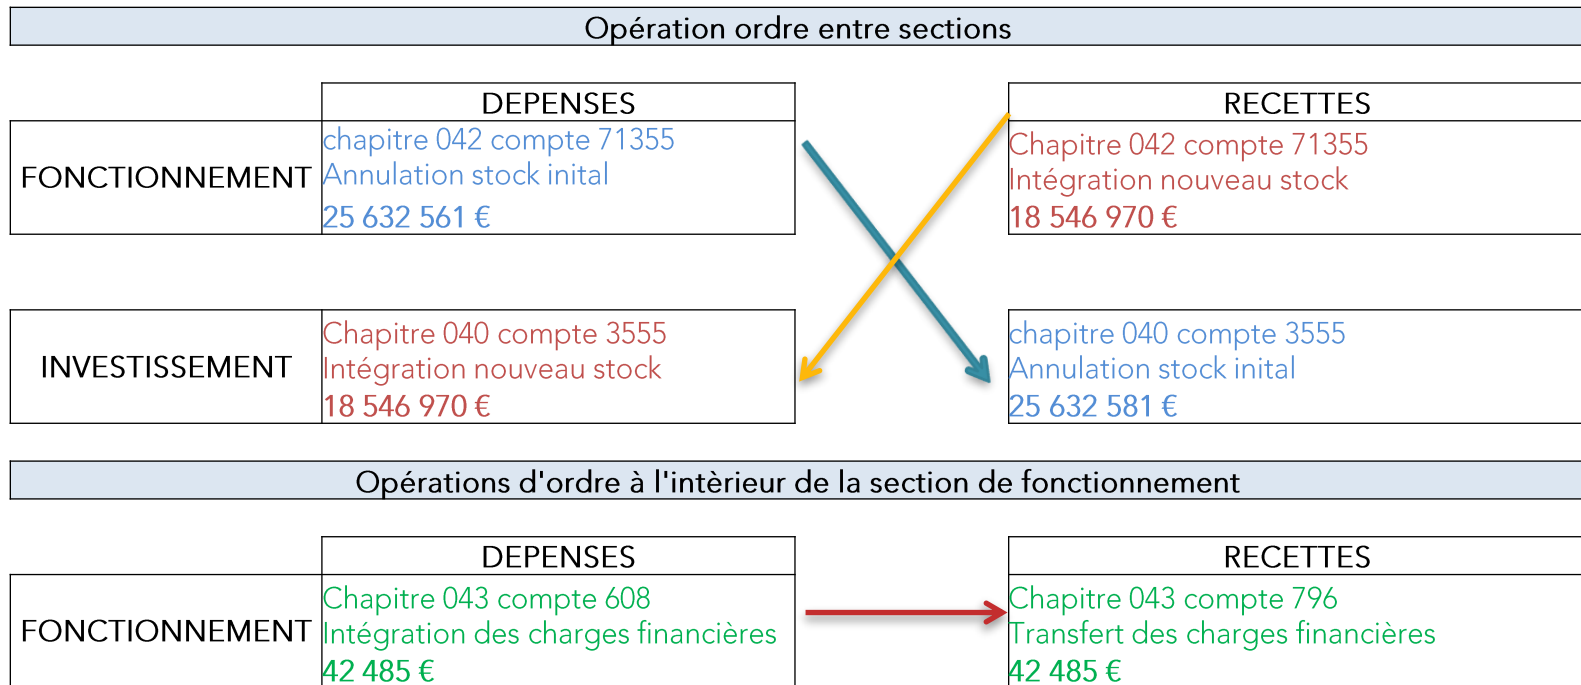 Opération ordre entre sections
DEPENSES
RECETTES
FONCTIONNEMENT
chapitre 042 compte 71355
Annulation stock inital
25 632 561 €
Chapitre 042 compte 71355
Intégration nouveau stock
18 546 970 €
INVESTISSEMENT
Chapitre 040 compte 3555
Intégration nouveau stock
18 546 970 €
chapitre 040 compte 3555
Annulation stock inital
25 632 581 €
Opérations d'ordre à l'intèrieur de la section de fonctionnement
DEPENSES
RECETTES
FONCTIONNEMENT
Chapitre 043 compte 608
Intégration des charges financières
42 485 €
Chapitre 043 compte 796
Transfert des charges financières
42 485 €